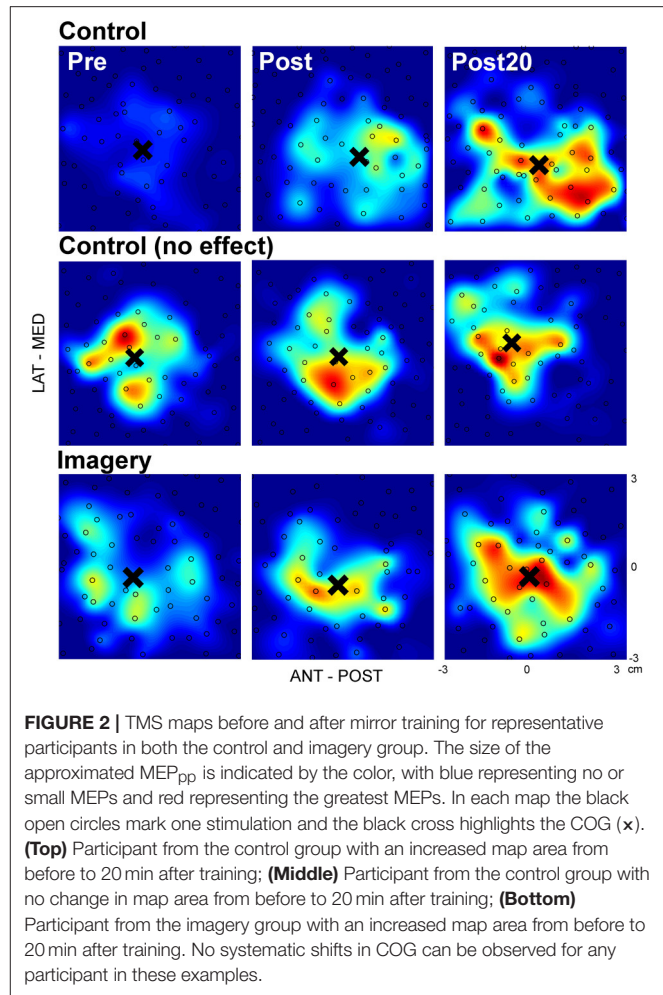 Control
Pre
Post
Post20
Control (no effect)
LAT - MED
Imagery
3
0
-3
-3
0
3
cm
ANT - POST
FIGURE 2 | TMS maps before and after mirror training for representative
participants in both the control and imagery group. The size of the
approximated MEPpp is indicated by the color, with blue representing no or
small MEPs and red representing the greatest MEPs. In each map the black
open circles mark one stimulation and the black cross highlights the COG (×).
(Top) Participant from the control group with an increased map area from
before to 20 min after training; (Middle) Participant from the control group with
no change in map area from before to 20 min after training; (Bottom)
Participant from the imagery group with an increased map area from before to
20 min after training. No systematic shifts in COG can be observed for any
participant in these examples.